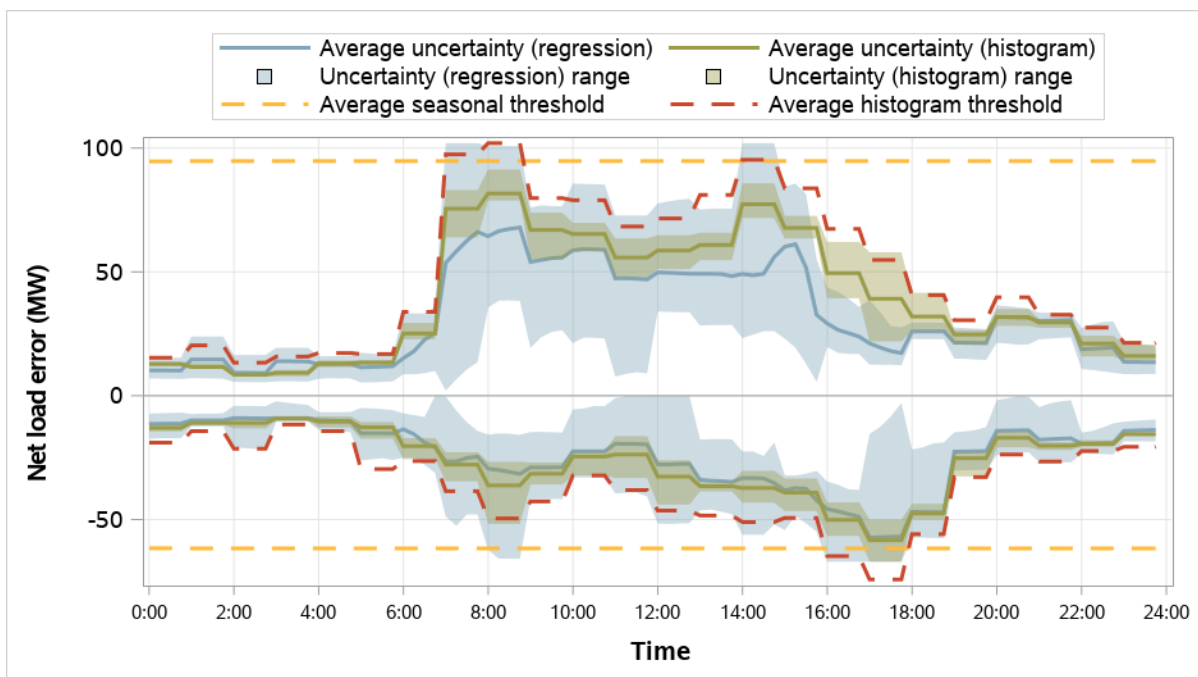 Average uncertainty (regression) Average uncertainty (histogram)
Uncertainty (regression) range Uncertainty (histogram) range
Average seasonal threshold Average histogram threshold
100
50
0
-50
Net load error (MW)
0:00 2:00 4:00 6:00 8:00 10:00 12:00 14:00 16:00 18:00 20:00 22:00 24:00
Time